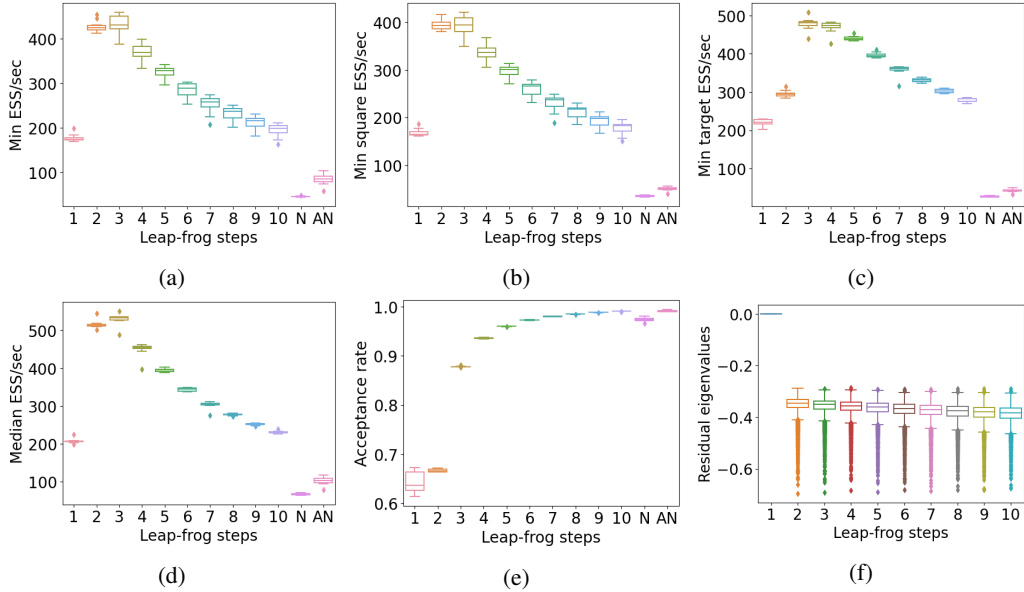 Min ESS/sec
400
300
200
100
1 2 3 4 5 6 7 8 9 10 N AN
Leap-frog steps
(a)
Min square ESS/sec
400
300
200
100
1 2 3 4 5 6 7 8 9 10 N AN
Leap-frog steps
(b)
Min target ESS/sec
500
400
300
200
100
1 2 3 4 5 6 7 8 9 10 N AN
Leap-frog steps
(c)
Median ESS/sec
500
400
300
200
100
1 2 3 4 5 6 7 8 9 10 N AN
Leap-frog steps
(d)
Acceptance rate
1.0
0.9
0.8
0.7
0.6
1 2 3 4 5 6 7 8 9 10 N AN
Leap-frog steps
(e)
Residual eigenvalues
0.0
−0.2
−0.4
−0.6
1 2 3 4 5 6 7 8 9 10
Leap-frog steps
(f)